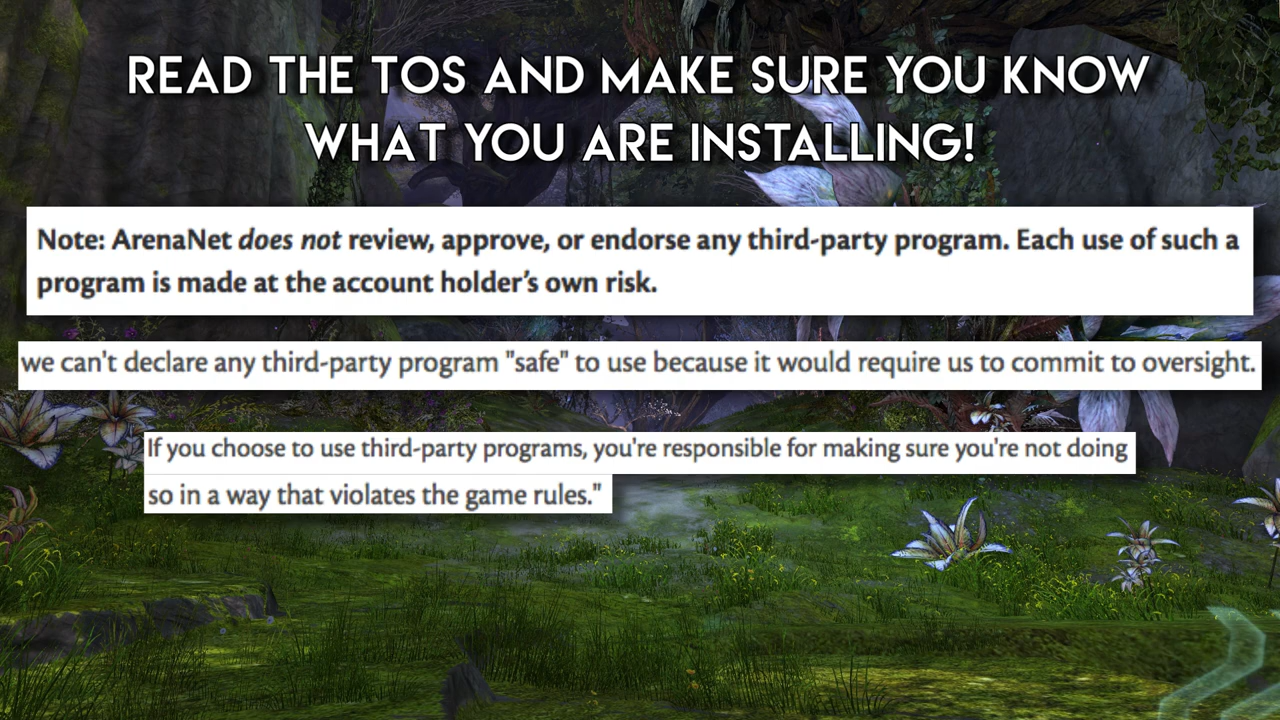 READ THE TOS AND MAKE SURE YOU KNOW
WHAT YOU ARE INSTALLING!
Note: ArenaNet does not review, approve, or endorse any third-party program. Each use of such a
program is made at the account holder’s own risk.
we can't declare any third-party program "safe" to use because it would require us to commit to oversight.
If you choose to use third-party programs, you're responsible for making sure you're not doing
so in a way that violates the game rules."